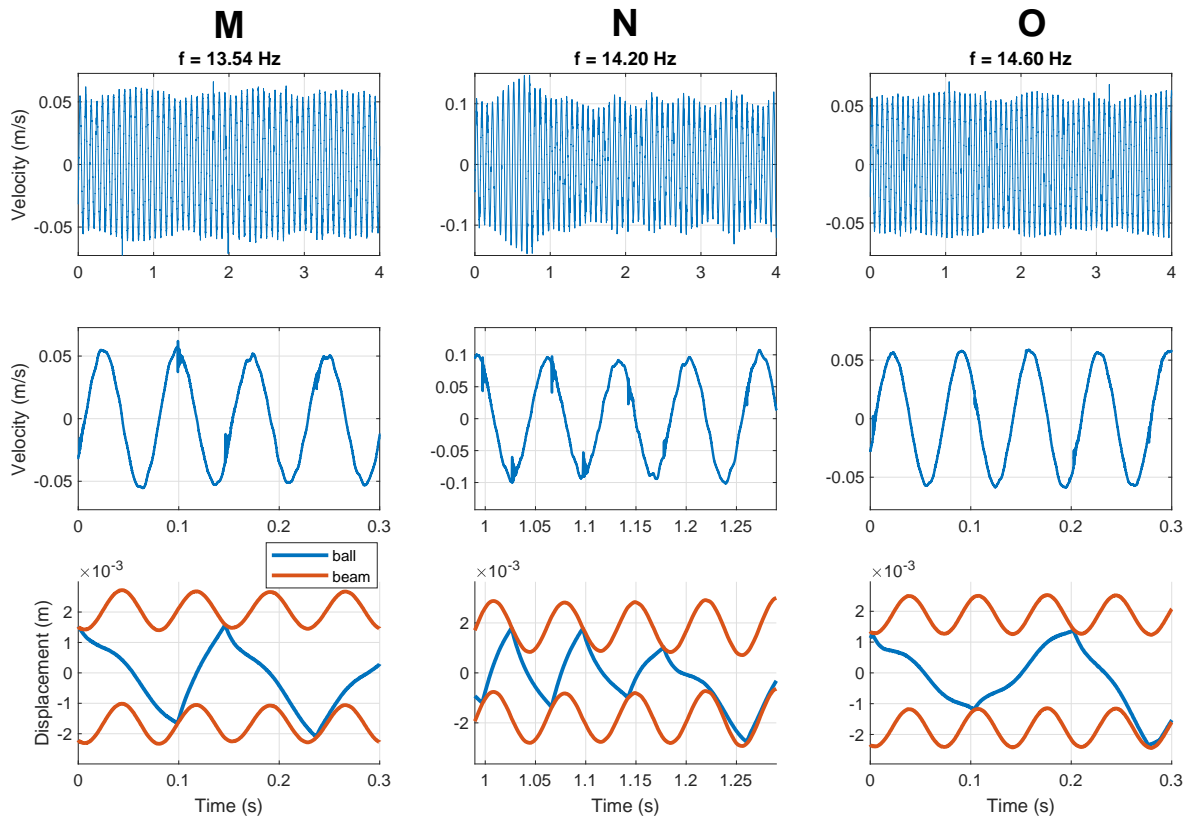 M N O
f = 13.54 Hz f = 14.20 Hz f = 14.60 Hz
Velocity (m/s)
0.05
0
-0.05
0 1 2 3 4
0.1
0
-0.1
0 1 2 3 4
0.05
0
-0.05
0 1 2 3 4
Velocity (m/s)
0.05
0
-0.05
0 0.1 0.2 0.3
0.1
0.05
0
-0.05
-0.1
1 1.05 1.1 1.15 1.2 1.25
0.05
0
-0.05
0 0.1 0.2 0.3
ball
beam
Displacement (m)
×10⁻³
2
1
0
-1
-2
0 0.1 0.2 0.3
Time (s)
×10⁻³
2
0
-2
1 1.05 1.1 1.15 1.2 1.25
Time (s)
×10⁻³
2
1
0
-1
-2
0 0.1 0.2 0.3
Time (s)